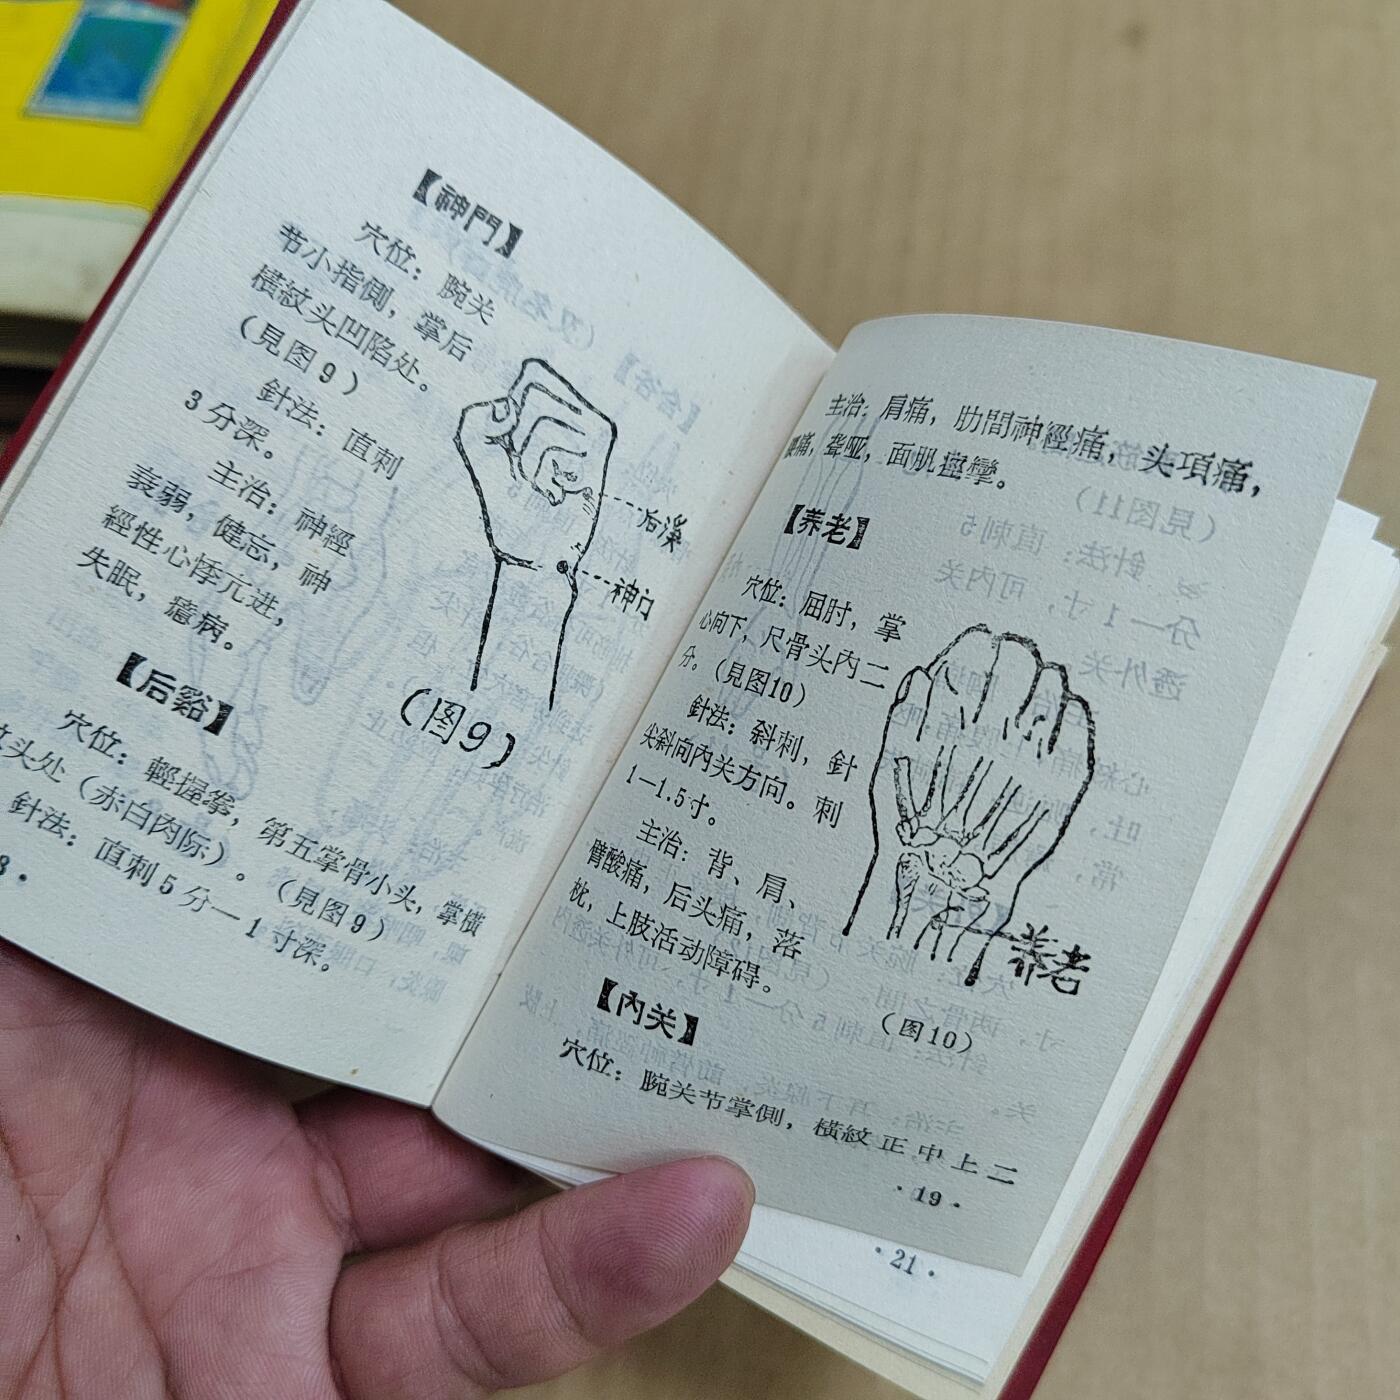 【神門】
穴位：腕关
节小指側，掌后
橫紋头凹陷处。
（見图9）
針法：直刺
3分深。
主治：神經
衰弱，健忘，神
經性心悸亢进，
失眠，癔病。
后溪
神门
（图9）
【后谿】
穴位：輕握拳，第五掌骨小头，掌橫
纹头处（赤白肉际）。（見图9）
針法：直刺5分—1寸深。
主治：肩痛，肋間神經痛，头項痛，
腰痛，聋哑，面肌痙攣。
【养老】
穴位：屈肘，掌
心向下，尺骨头內二
分。（見图10）
針法：斜刺，針
尖斜向內关方向。刺
1—1.5寸。
主治：背、肩、
臂酸痛，后头痛，落
枕，上肢活动障碍。
养老
（图10）
【內关】
穴位：腕关节掌側，橫紋正中上二
·19·
·21·